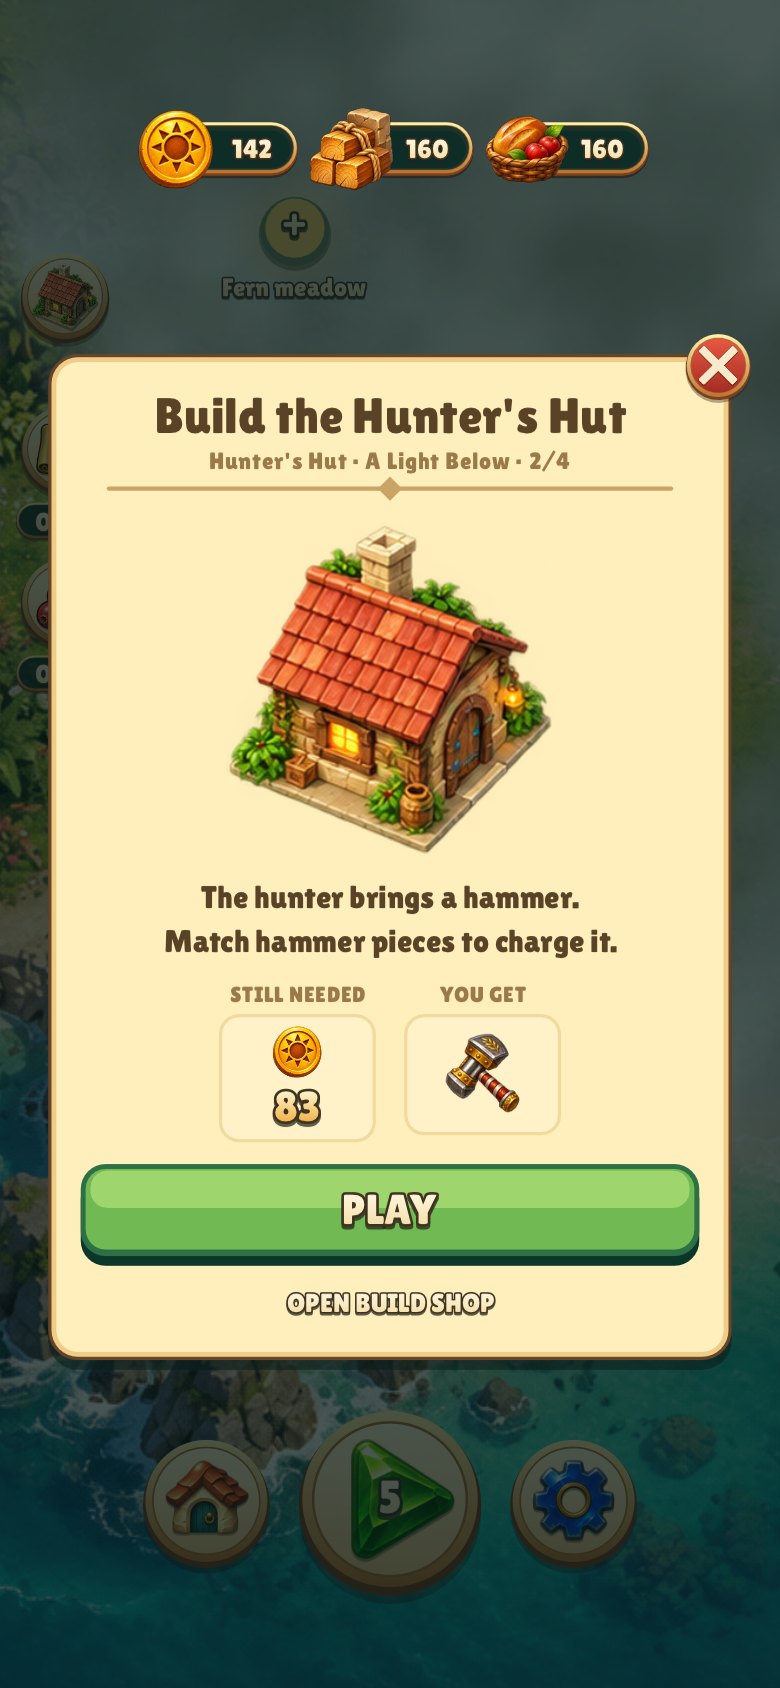 142
160
160
Fern meadow
Build the Hunter's Hut
Hunter's Hut · A Light Below · 2/4
The hunter brings a hammer.
Match hammer pieces to charge it.
STILL NEEDED
YOU GET
83
PLAY
OPEN BUILD SHOP
5